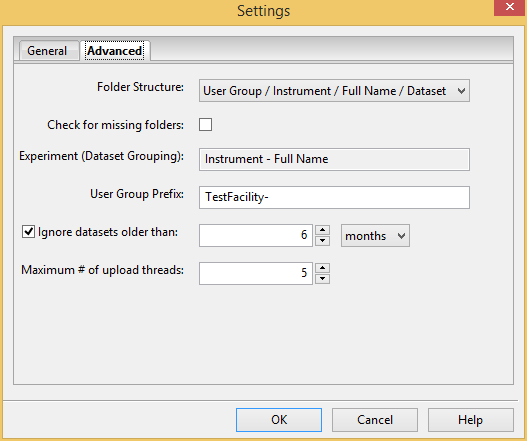 Settings
General Advanced
Folder Structure: User Group / Instrument / Full Name / Dataset
Check for missing folders:
Experiment (Dataset Grouping): Instrument - Full Name
User Group Prefix: TestFacility-
Ignore datasets older than: 6 months
Maximum # of upload threads: 5
OK Cancel Help